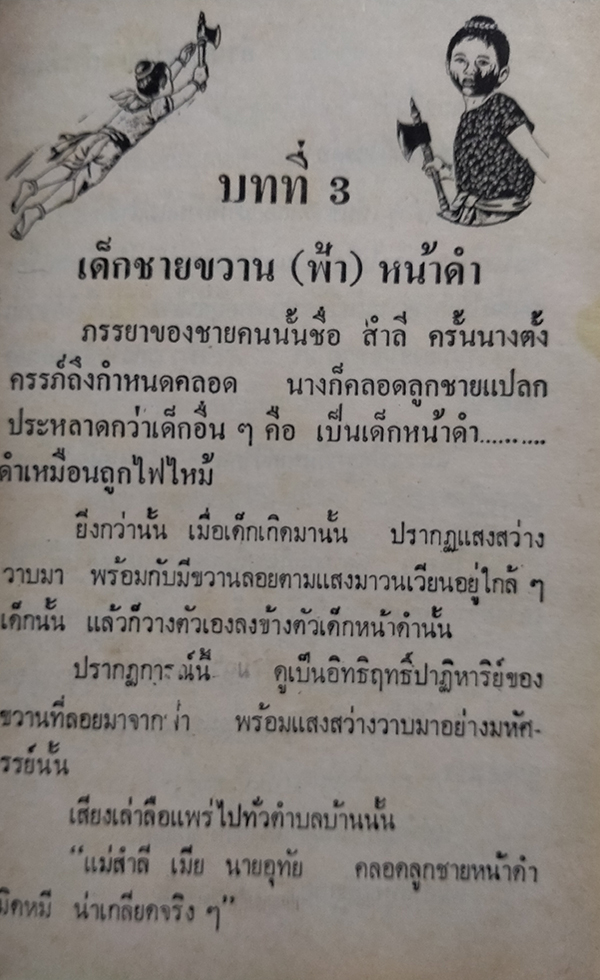 บทที่ 3
เด็กชายขวาน (ฟ้า) หน้าดำ
ภรรยาของชายคนนั้นชื่อ สำลี ครั้นนางตั้ง
ครรภ์ถึงกำหนดคลอด นางก็คลอดลูกชายแปลก
ประหลาดกว่าเด็กอื่น ๆ คือ เป็นเด็กหน้าดำ.........
ดำเหมือนถูกไฟไหม้
ยิ่งกว่านั้น เมื่อเด็กเกิดมานั้น ปรากฏแสงสว่าง
วาบมา พร้อมกับมีขวานลอยตามแสงมาวนเวียนอยู่ใกล้ ๆ
เด็กนั้น แล้วก็วางตัวเองลงข้างตัวเด็กหน้าดำนั้น
ปรากฏการณ์นี้ ดูเป็นอิทธิฤทธิ์ปาฏิหาริย์ของ
ขวานที่ลอยมาจาก พร้อมแสงสว่างวาบมาอย่างมหัศ-
รรย์นั้น
เสียงเล่าลือแพร่ไปทั่วตำบลบ้านนั้น
“แม่สำลี เมีย นายอุทัย คลอดลูกชายหน้าดำ
มิดหมี น่าเกลียดจริง ๆ”